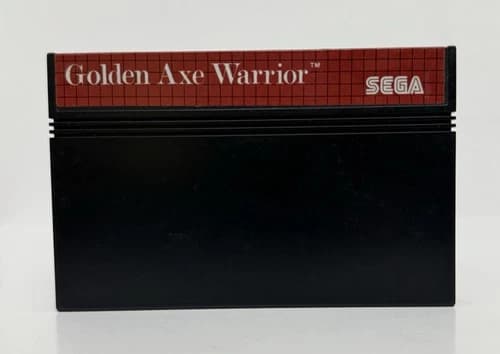 Golden Axe Warrior™
SEGA